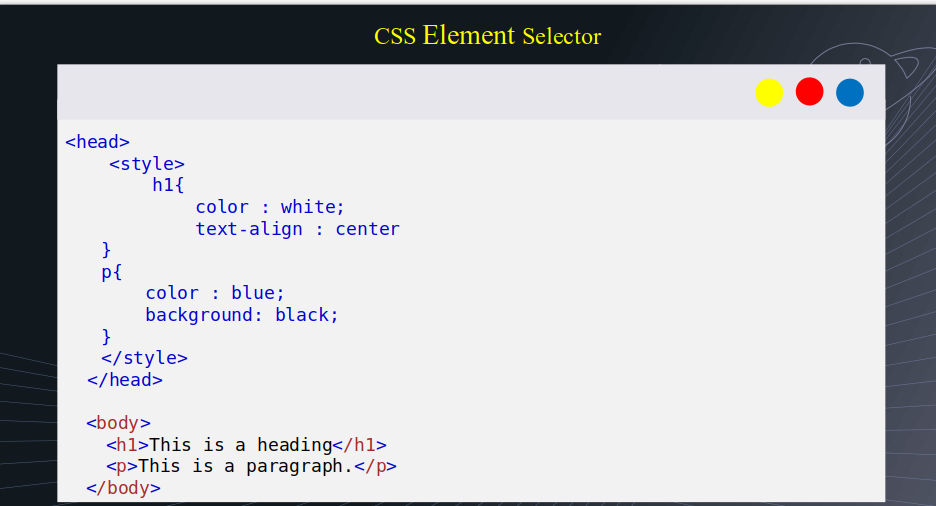 CSS Element Selector
<head>
    <style>
        h1{
            color : white;
            text-align : center
   }
   p{
       color : blue;
       background: black;
   }
   </style>
  </head>

  <body>
    <h1>This is a heading</h1>
    <p>This is a paragraph.</p>
  </body>